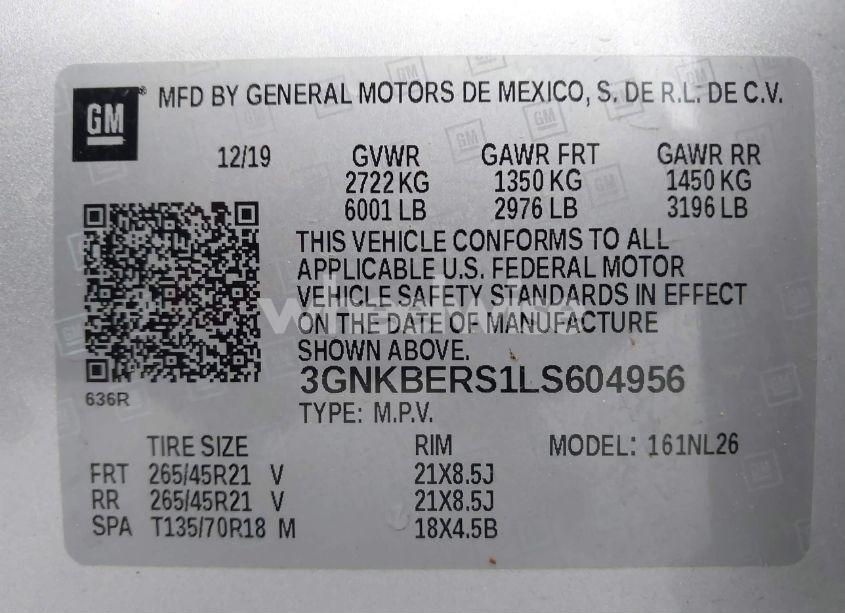 GM ® MFD BY GENERAL MOTORS DE MEXICO, S. DE R.L. DE C.V.
12/19 GVWR GAWR FRT GAWR RR
2722 KG 1350 KG 1450 KG
6001 LB 2976 LB 3196 LB
THIS VEHICLE CONFORMS TO ALL
APPLICABLE U.S. FEDERAL MOTOR
VEHICLE SAFETY STANDARDS IN EFFECT
ON THE DATE OF MANUFACTURE
SHOWN ABOVE.
3GNKBERS1LS604956
636R
TYPE: M.P.V.
TIRE SIZE RIM MODEL: 161NL26
FRT 265/45R21 V 21X8.5J
RR 265/45R21 V 21X8.5J
SPA T135/70R18 M 18X4.5B